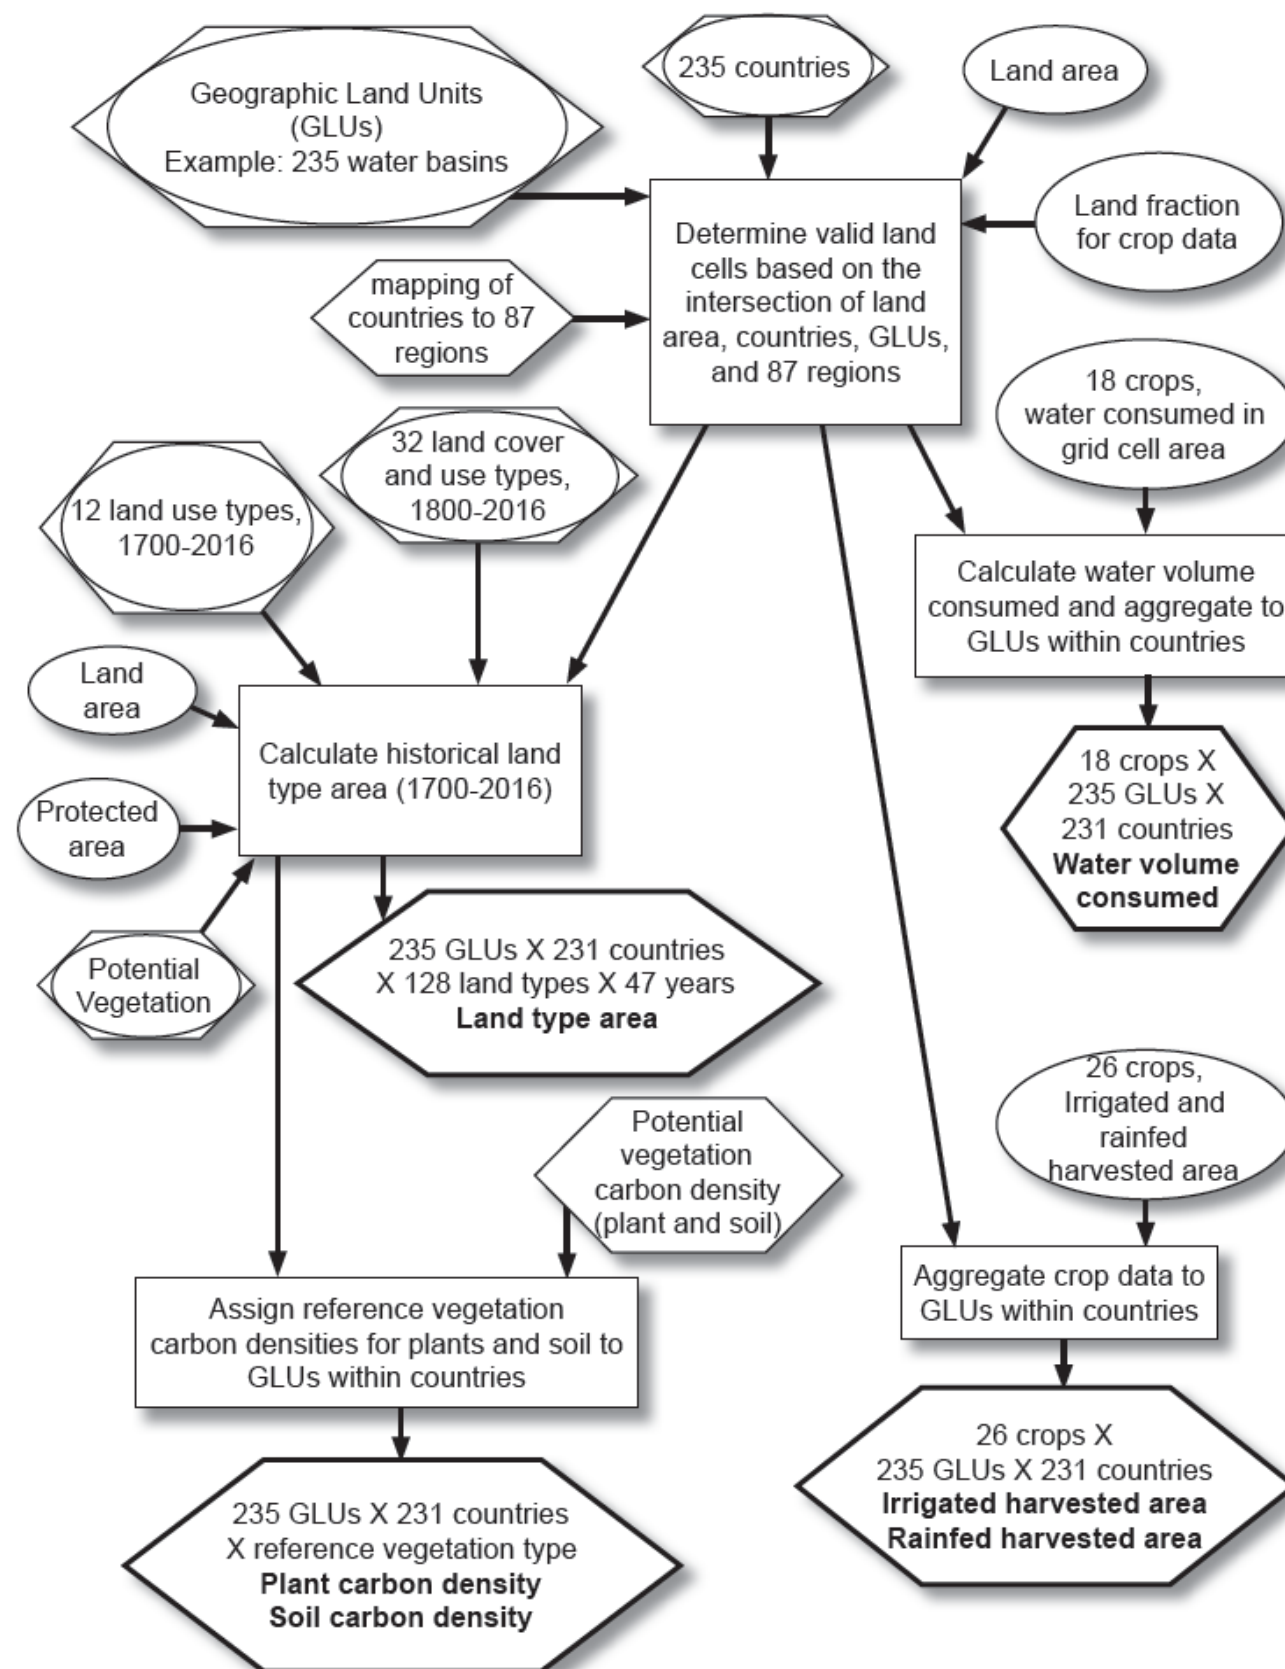 Geographic Land Units
(GLUs)
Example: 235 water basins
235 countries
Land area
Land fraction
for crop data
Determine valid land
cells based on the
intersection of land
area, countries, GLUs,
and 87 regions
mapping of
countries to 87
regions
18 crops,
water consumed in
grid cell area
32 land cover
and use types,
1800-2016
12 land use types,
1700-2016
Calculate water volume
consumed and aggregate to
GLUs within countries
Land
area
Calculate historical land
type area (1700-2016)
Protected
area
18 crops X
235 GLUs X
231 countries
Water volume
consumed
Potential
Vegetation
235 GLUs X 231 countries
X 128 land types X 47 years
Land type area
26 crops,
Irrigated and
rainfed
harvested area
Potential
vegetation
carbon density
(plant and soil)
Aggregate crop data to
GLUs within countries
Assign reference vegetation
carbon densities for plants and soil to
GLUs within countries
26 crops X
235 GLUs X 231 countries
Irrigated harvested area
Rainfed harvested area
235 GLUs X 231 countries
X reference vegetation type
Plant carbon density
Soil carbon density